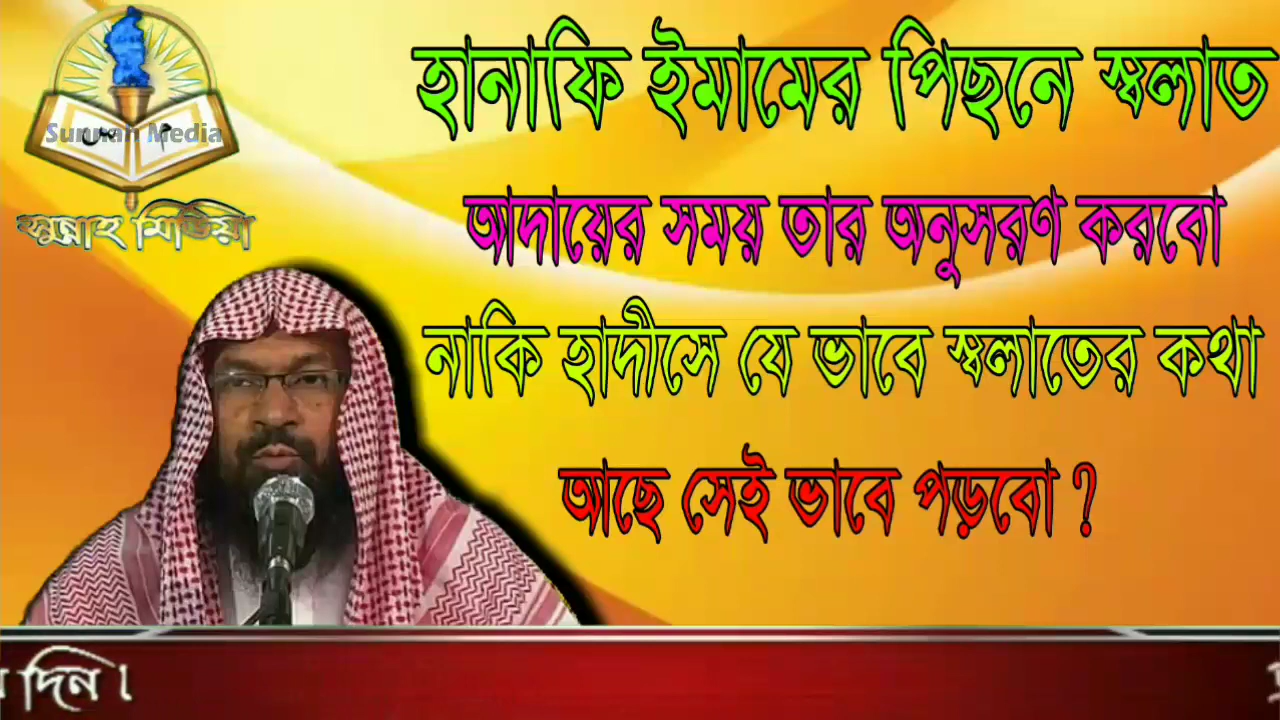 Sunnah Media
সুন্নাহ মিডিয়া
হানাফি ইমামের পিছনে স্বলাত
আদায়ের সময় তার অনুসরণ করবো
নাকি হাদীসে যে ভাবে স্বলাতের কথা
আছে সেই ভাবে পড়বো ?
দিন ।